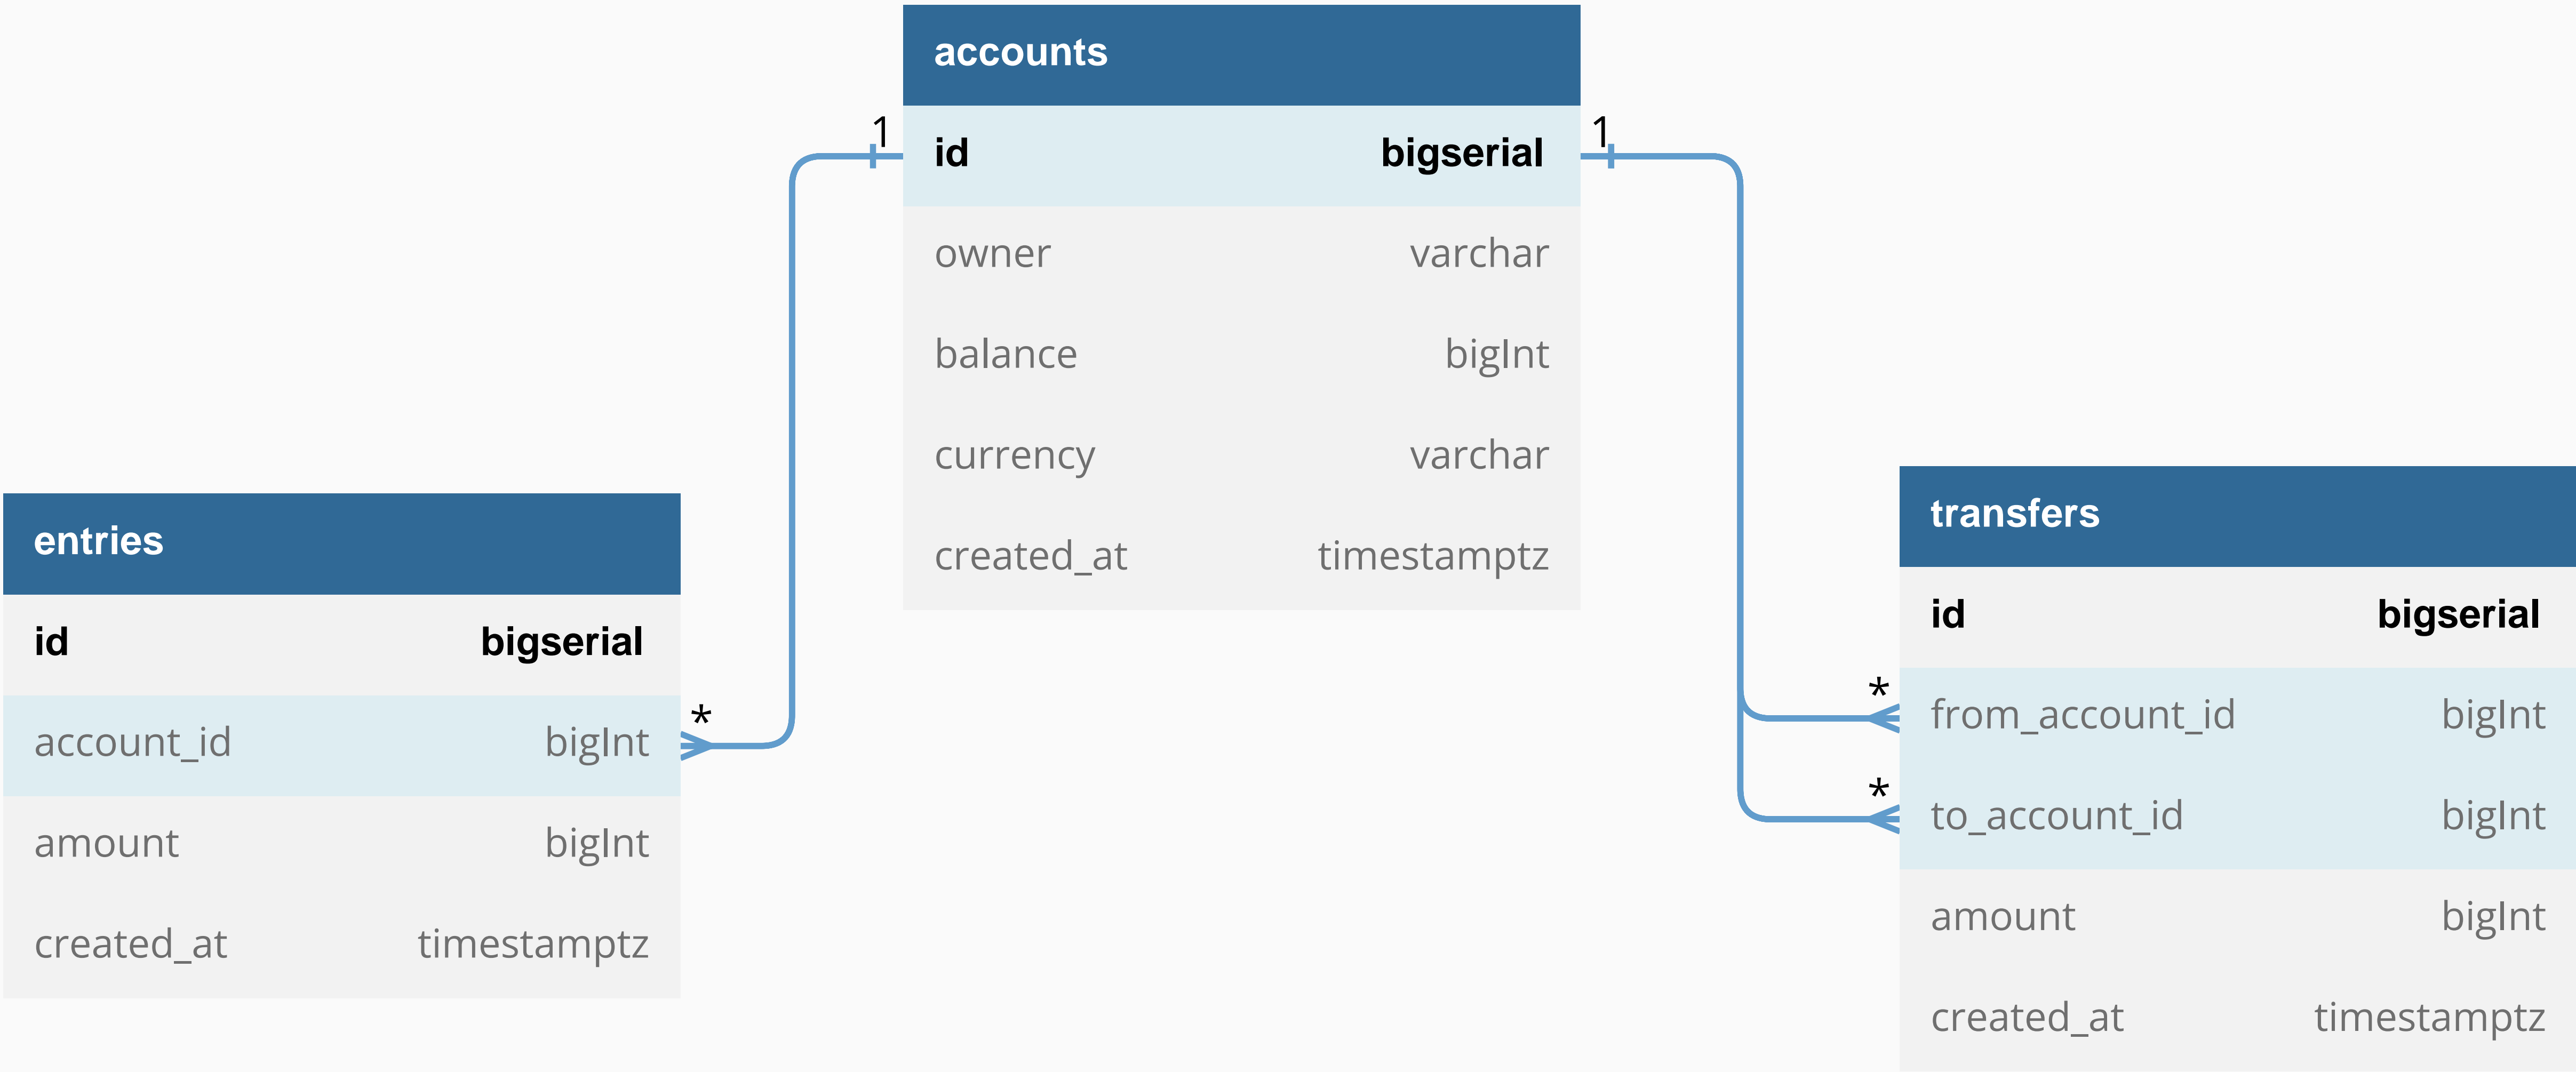 accounts
1
1
id bigserial
owner varchar
balance bigInt
currency varchar
created_at timestamptz
entries
id bigserial
*
account_id bigInt
amount bigInt
created_at timestamptz
transfers
id bigserial
*
from_account_id bigInt
*
to_account_id bigInt
amount bigInt
created_at timestamptz